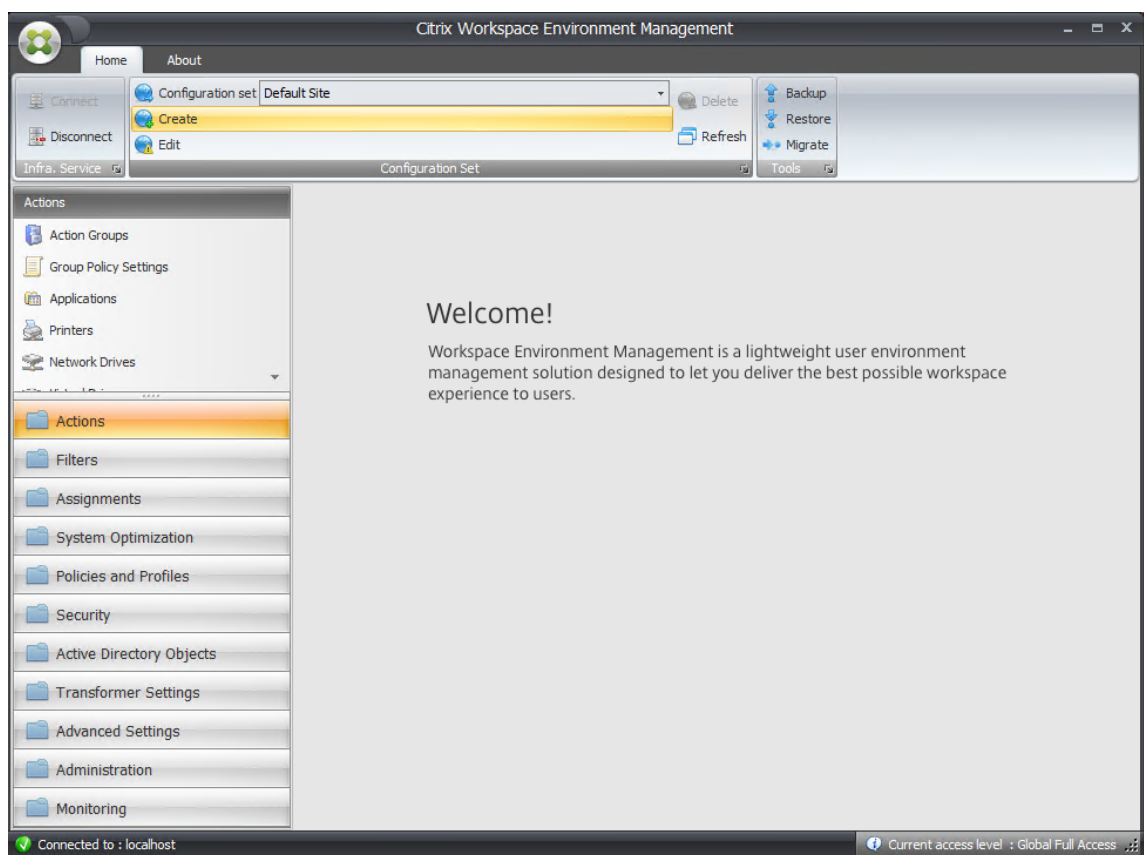 Citrix Workspace Environment Management
Home About
Connect
Disconnect
Infra. Service
Configuration set Default Site
Create
Edit
Delete
Refresh
Configuration Set
Backup
Restore
Migrate
Tools
Actions
Action Groups
Group Policy Settings
Applications
Printers
Network Drives
Actions
Filters
Assignments
System Optimization
Policies and Profiles
Security
Active Directory Objects
Transformer Settings
Advanced Settings
Administration
Monitoring
Welcome!
Workspace Environment Management is a lightweight user environment
management solution designed to let you deliver the best possible workspace
experience to users.
Connected to : localhost
Current access level : Global Full Access